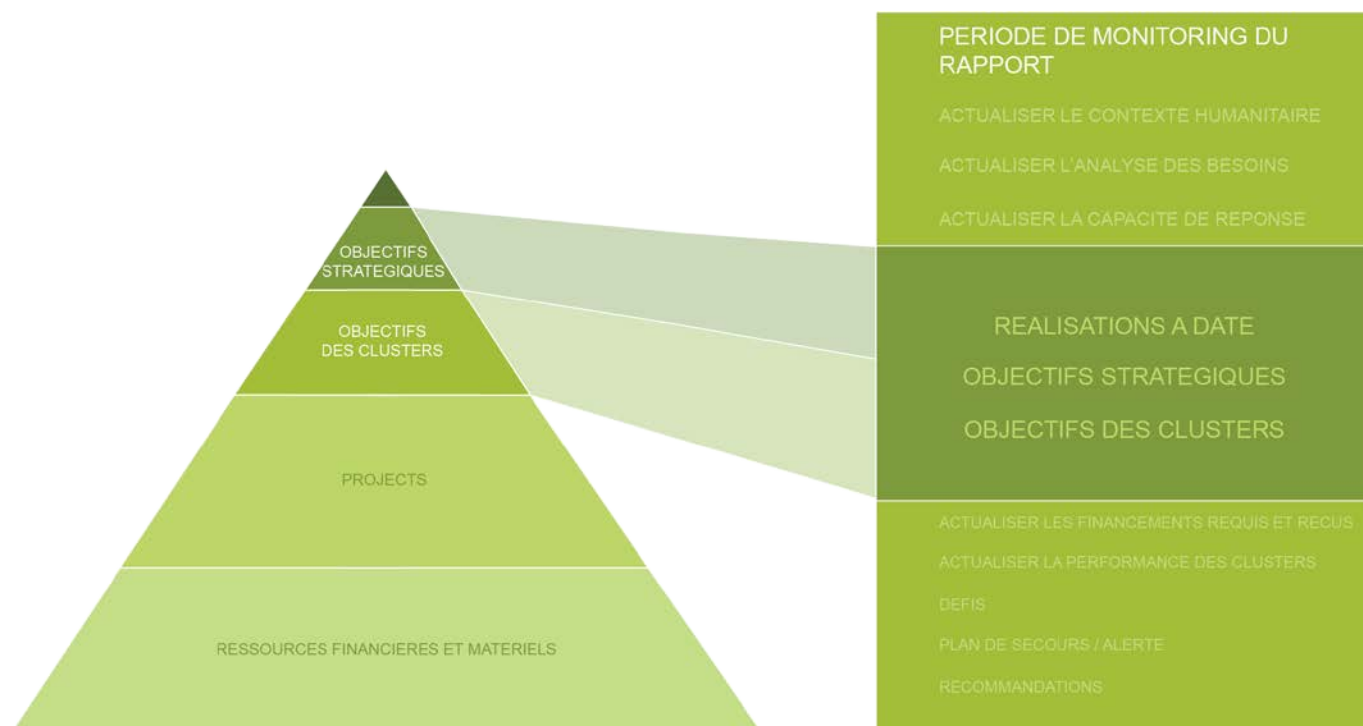 OBJECTIFS
STRATEGIQUES
OBJECTIFS
DES CLUSTERS
PROJECTS
RESSOURCES FINANCIERES ET MATERIELS
PERIODE DE MONITORING DU
RAPPORT
ACTUALISER LE CONTEXTE HUMANITAIRE
ACTUALISER L'ANALYSE DES BESOINS
ACTUALISER LA CAPACITE DE REPONSE
REALISATIONS A DATE
OBJECTIFS STRATEGIQUES
OBJECTIFS DES CLUSTERS
ACTUALISER LES FINANCEMENTS REQUIS ET RECUS
ACTUALISER LA PERFORMANCE DES CLUSTERS
DEFIS
PLAN DE SECOURS / ALERTE
RECOMMANDATIONS